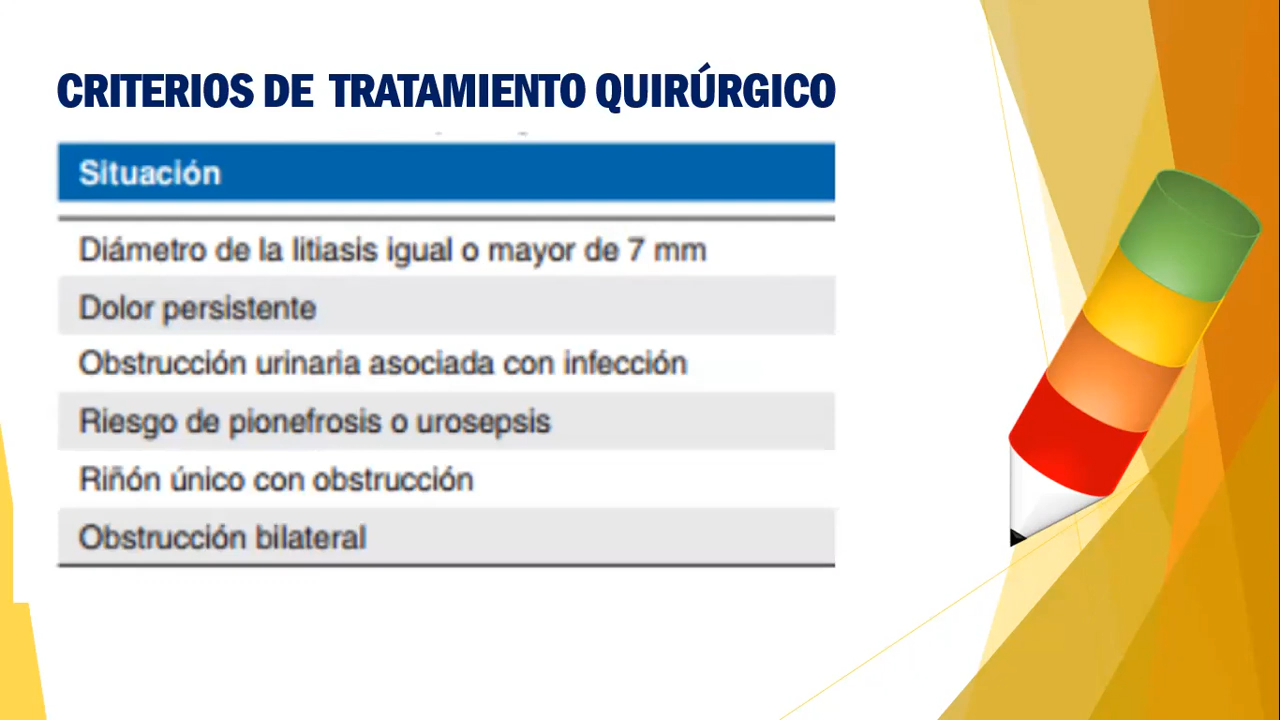 CRITERIOS DE TRATAMIENTO QUIRÚRGICO
Situación
Diámetro de la litiasis igual o mayor de 7 mm
Dolor persistente
Obstrucción urinaria asociada con infección
Riesgo de pionefrosis o urosepsis
Riñón único con obstrucción
Obstrucción bilateral